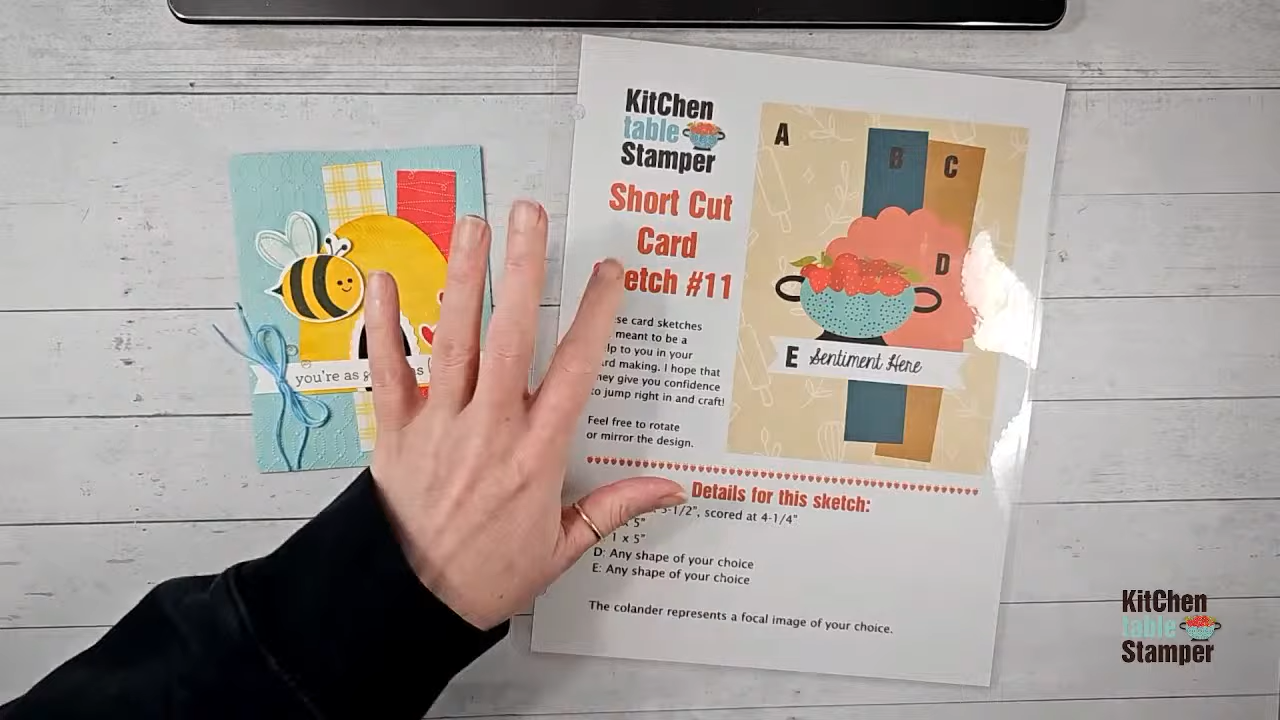 you're as
KitChen
table
Stamper
Short Cut
Card
etch #11
se card sketches
meant to be a
lp to you in your
rd making. I hope that
hey give you confidence
to jump right in and craft!
Feel free to rotate
or mirror the design.
A
B
C
D
E Sentiment Here
Details for this sketch:
5-1/2", scored at 4-1/4"
x 5"
1 x 5"
D: Any shape of your choice
E: Any shape of your choice
The colander represents a focal image of your choice.
KitChen
table
Stamper